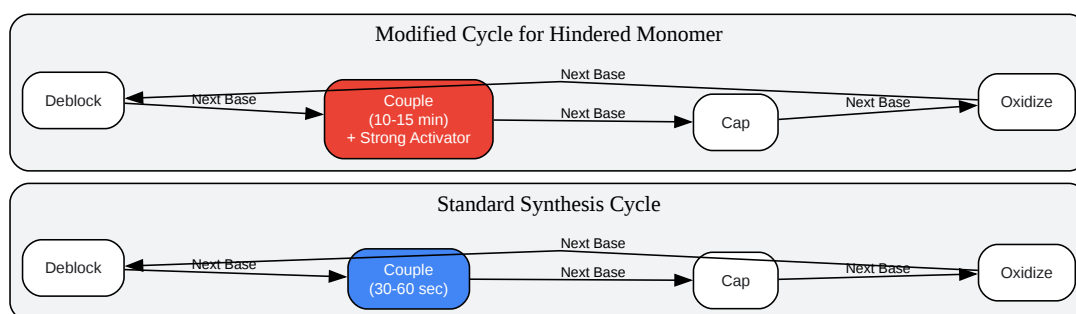 Modified Cycle for Hindered Monomer
Next Base
Deblock
Next Base
Couple
(10-15 min)
+ Strong Activator
Next Base
Cap
Next Base
Oxidize
Standard Synthesis Cycle
Next Base
Deblock
Next Base
Couple
(30-60 sec)
Next Base
Cap
Next Base
Oxidize